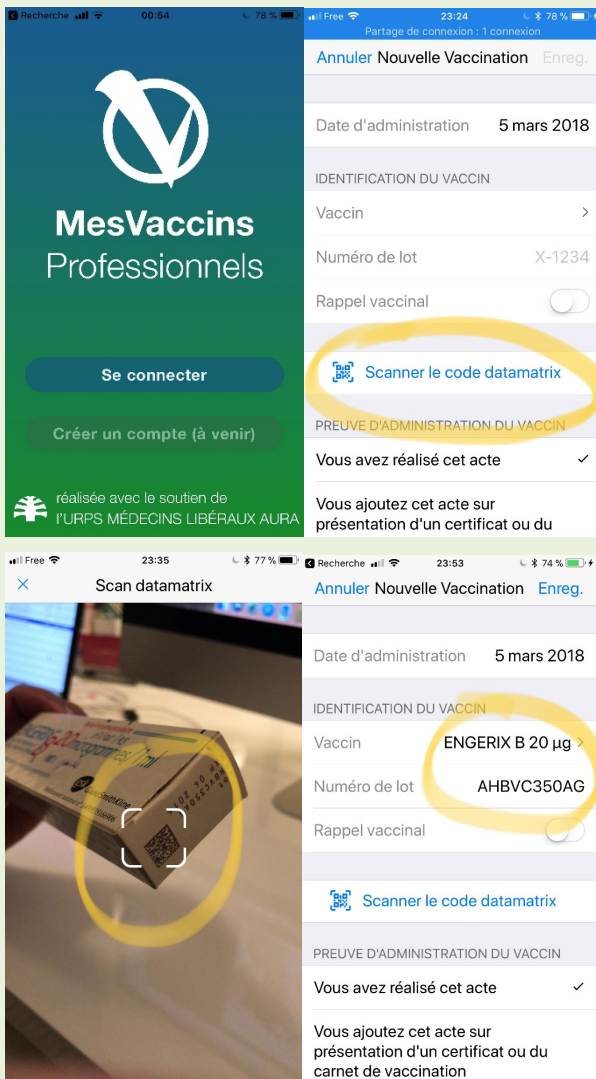 Recherche
00:54
78 %
MesVaccins
Professionnels
Se connecter
Créer un compte (à venir)
réalisée avec le soutien de
l'URPS MÉDECINS LIBÉRAUX AURA
Free
23:24
78 %
Partage de connexion : 1 connexion
Annuler Nouvelle Vaccination Enreg.
Date d'administration 5 mars 2018
IDENTIFICATION DU VACCIN
Vaccin >
Numéro de lot X-1234
Rappel vaccinal
Scanner le code datamatrix
PREUVE D'ADMINISTRATION DU VACCIN
Vous avez réalisé cet acte
Vous ajoutez cet acte sur
présentation d'un certificat ou du
Free
23:35
77 %
Scan datamatrix
B 20 microgrammes/1 ml
GlaxoSmithKline
Recherche
23:53
74 %
Annuler Nouvelle Vaccination Enreg.
Date d'administration 5 mars 2018
IDENTIFICATION DU VACCIN
Vaccin ENGERIX B 20 µg >
Numéro de lot AHBVC350AG
Rappel vaccinal
Scanner le code datamatrix
PREUVE D'ADMINISTRATION DU VACCIN
Vous avez réalisé cet acte
Vous ajoutez cet acte sur
présentation d'un certificat ou du
carnet de vaccination